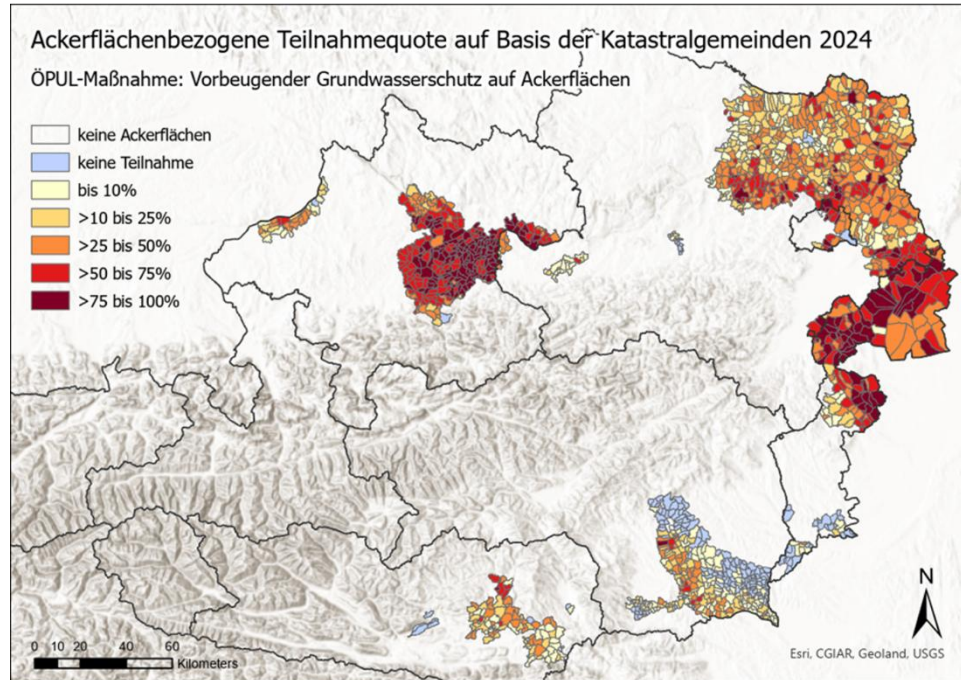 Ackerflächenbezogene Teilnahmequote auf Basis der Katastralgemeinden 2024
ÖPUL-Maßnahme: Vorbeugender Grundwasserschutz auf Ackerflächen
keine Ackerflächen
keine Teilnahme
bis 10%
>10 bis 25%
>25 bis 50%
>50 bis 75%
>75 bis 100%
N
0 10 20 40 60
Kilometers
Esri, CGIAR, Geoland, USGS